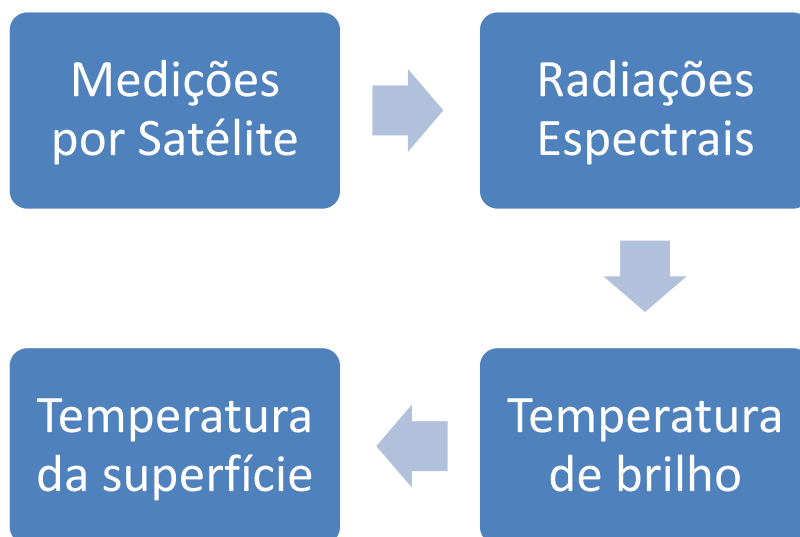 Medições
por Satélite
Radiações
Espectrais
Temperatura
da superfície
Temperatura
de brilho